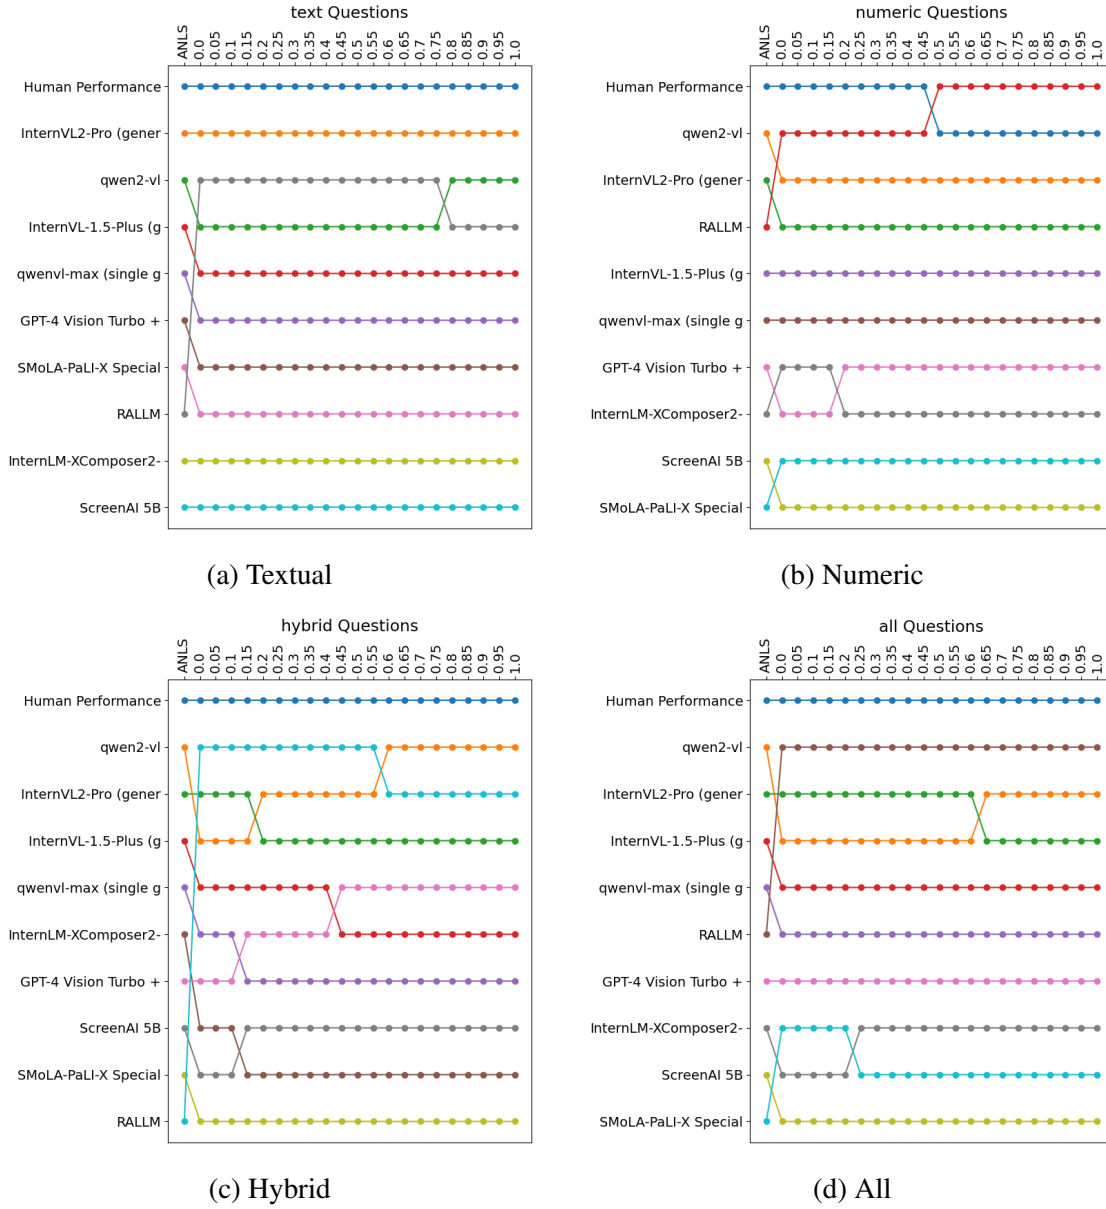 text Questions
ANLS 0.0 0.05 0.1 0.15 0.2 0.25 0.3 0.35 0.4 0.45 0.5 0.55 0.6 0.65 0.7 0.75 0.8 0.85 0.9 0.95 1.0
Human Performance
InternVL2-Pro (gener
qwen2-vl
InternVL-1.5-Plus (g
qwenvl-max (single g
GPT-4 Vision Turbo +
SMoLA-PaLI-X Special
RALLM
InternLM-XComposer2-
ScreenAI 5B
(a) Textual
numeric Questions
ANLS 0.0 0.05 0.1 0.15 0.2 0.25 0.3 0.35 0.4 0.45 0.5 0.55 0.6 0.65 0.7 0.75 0.8 0.85 0.9 0.95 1.0
Human Performance
qwen2-vl
InternVL2-Pro (gener
RALLM
InternVL-1.5-Plus (g
qwenvl-max (single g
GPT-4 Vision Turbo +
InternLM-XComposer2-
ScreenAI 5B
SMoLA-PaLI-X Special
(b) Numeric
hybrid Questions
ANLS 0.0 0.05 0.1 0.15 0.2 0.25 0.3 0.35 0.4 0.45 0.5 0.55 0.6 0.65 0.7 0.75 0.8 0.85 0.9 0.95 1.0
Human Performance
qwen2-vl
InternVL2-Pro (gener
InternVL-1.5-Plus (g
qwenvl-max (single g
InternLM-XComposer2-
GPT-4 Vision Turbo +
ScreenAI 5B
SMoLA-PaLI-X Special
RALLM
(c) Hybrid
all Questions
ANLS 0.0 0.05 0.1 0.15 0.2 0.25 0.3 0.35 0.4 0.45 0.5 0.55 0.6 0.65 0.7 0.75 0.8 0.85 0.9 0.95 1.0
Human Performance
qwen2-vl
InternVL2-Pro (gener
InternVL-1.5-Plus (g
qwenvl-max (single g
RALLM
GPT-4 Vision Turbo +
InternLM-XComposer2-
ScreenAI 5B
SMoLA-PaLI-X Special
(d) All